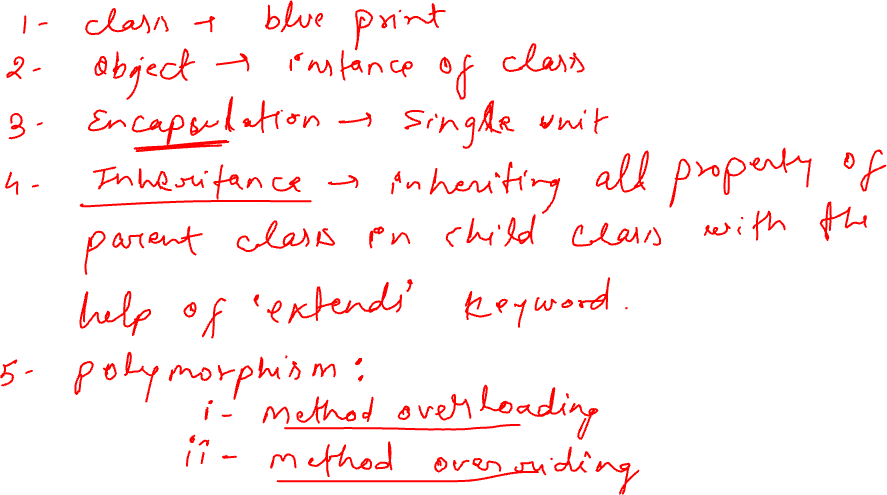 1- class → blue print
2- object → instance of class
3- Encapsulation → single unit
4- Inheritance → inheriting all property of
parent class in child class with the
help of 'extends' keyword.
5- polymorphism:
i- method overloading
ii- method overriding